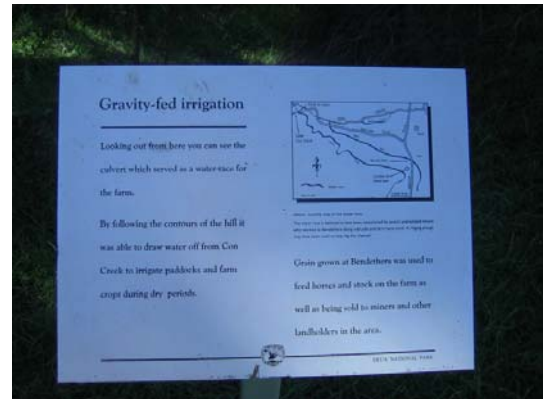 Gravity-fed irrigation
Looking out from here you can see the
culvert which served as a water-race for
the farm.
By following the contours of the hill it
was able to draw water off from Con
Creek to irrigate paddocks and farm
crops during dry periods.
Grain grown at Bendethera was used to
feed horses and stock on the farm as
well as being sold to miners and other
landholders in the area.
DEUA NATIONAL PARK